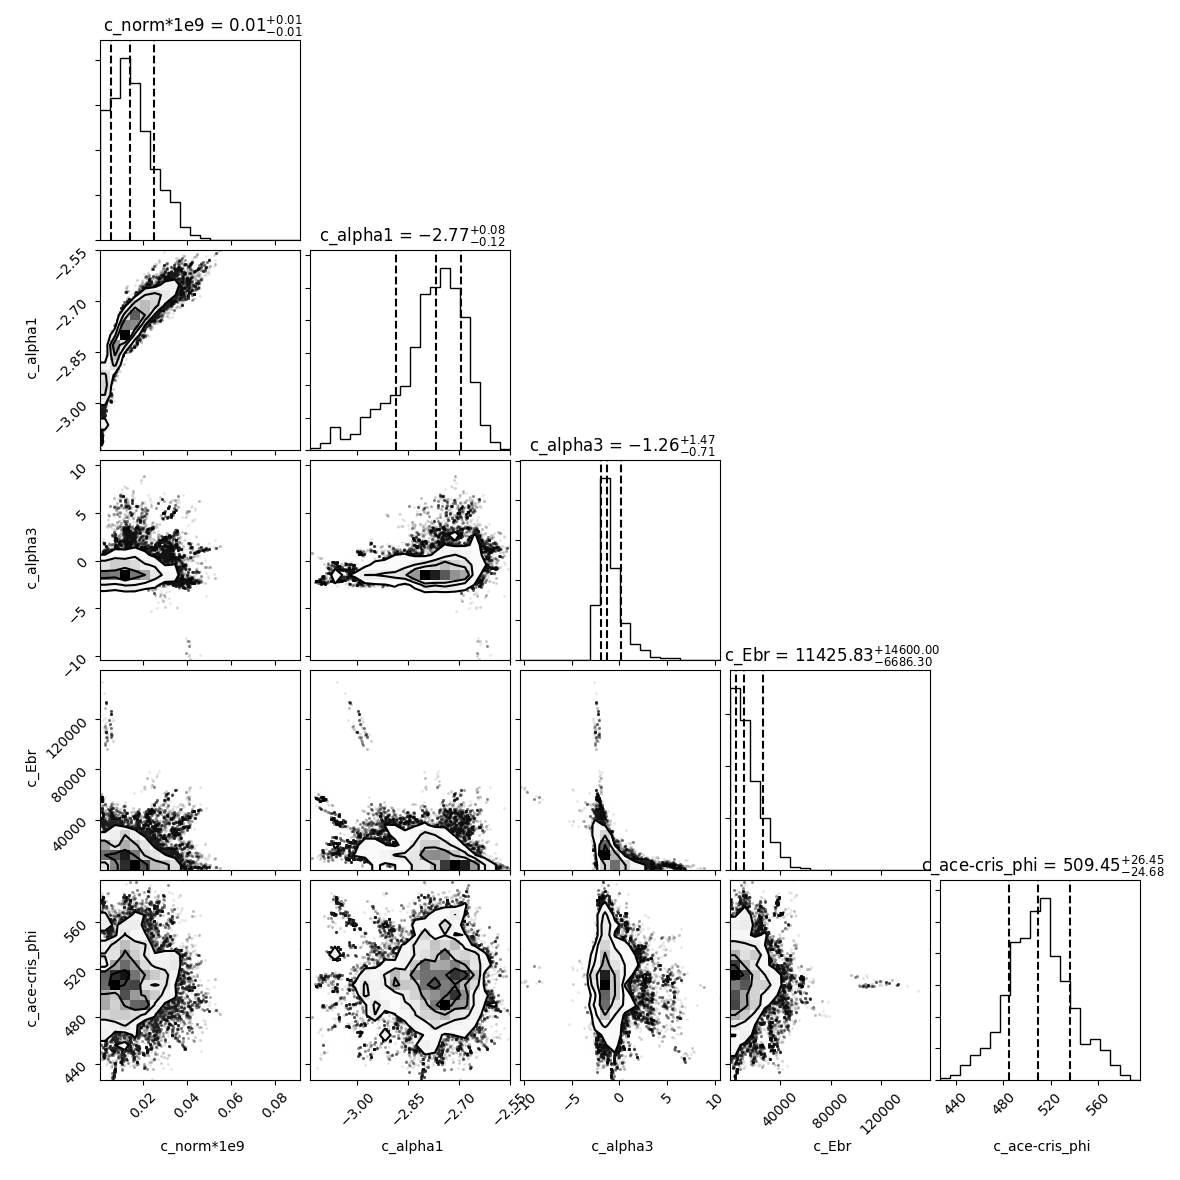 c_norm*1e9 = 0.01+0.01−0.01
c_alpha1 = −2.77+0.08−0.12
−2.55
−2.70
−2.85
−3.00
c_alpha1
c_alpha3 = −1.26+1.47−0.71
10
5
0
−5
−10
c_alpha3
c_Ebr = 11425.83+14600.00−6686.30
120000
80000
40000
c_Ebr
c_ace-cris_phi = 509.45+26.45−24.68
560
520
480
440
c_ace-cris_phi
0.02 0.04 0.06 0.08
−3.00 −2.85 −2.70 −2.55
−10 −5 0 5 10
40000 80000 120000
440 480 520 560
c_norm*1e9 c_alpha1 c_alpha3 c_Ebr c_ace-cris_phi